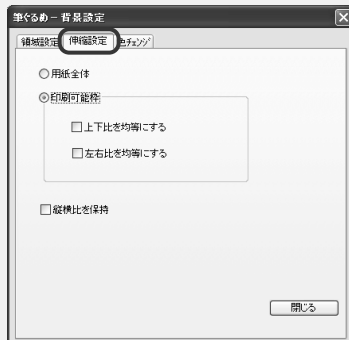 筆ぐるめ - 背景設定
領域設定 伸縮設定 色チェンジ
用紙全体
印刷可能枠
上下比を均等にする
左右比を均等にする
縦横比を保持
閉じる